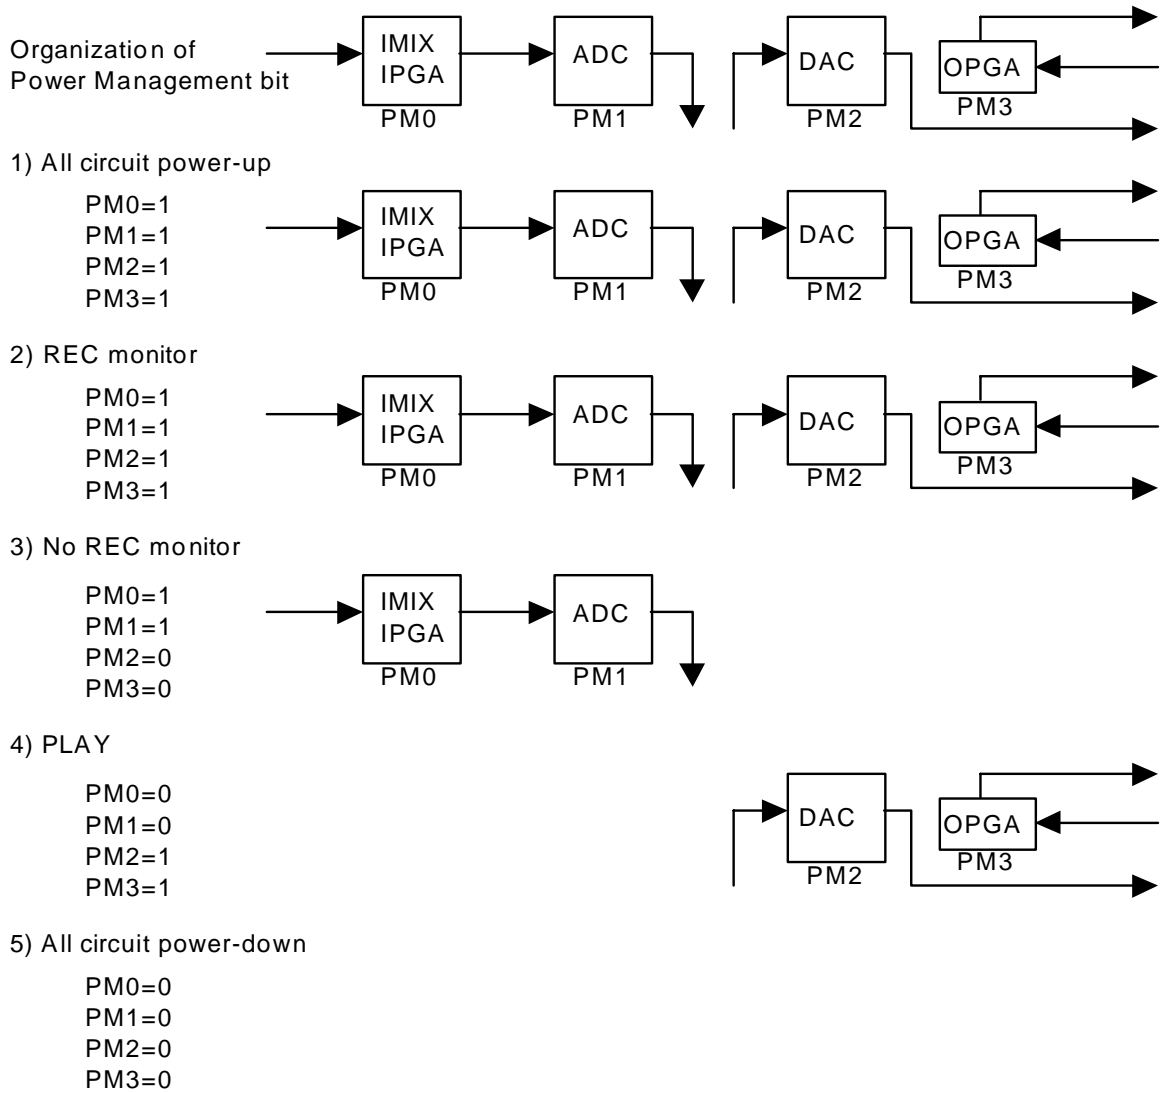 Organization of
Power Management bit
IMIX
IPGA
PM0
ADC
PM1
DAC
PM2
OPGA
PM3
1) All circuit power-up
PM0=1
PM1=1
PM2=1
PM3=1
IMIX
IPGA
PM0
ADC
PM1
DAC
PM2
OPGA
PM3
2) REC monitor
PM0=1
PM1=1
PM2=1
PM3=1
IMIX
IPGA
PM0
ADC
PM1
DAC
PM2
OPGA
PM3
3) No REC monitor
PM0=1
PM1=1
PM2=0
PM3=0
IMIX
IPGA
PM0
ADC
PM1
4) PLAY
PM0=0
PM1=0
PM2=1
PM3=1
DAC
PM2
OPGA
PM3
5) All circuit power-down
PM0=0
PM1=0
PM2=0
PM3=0